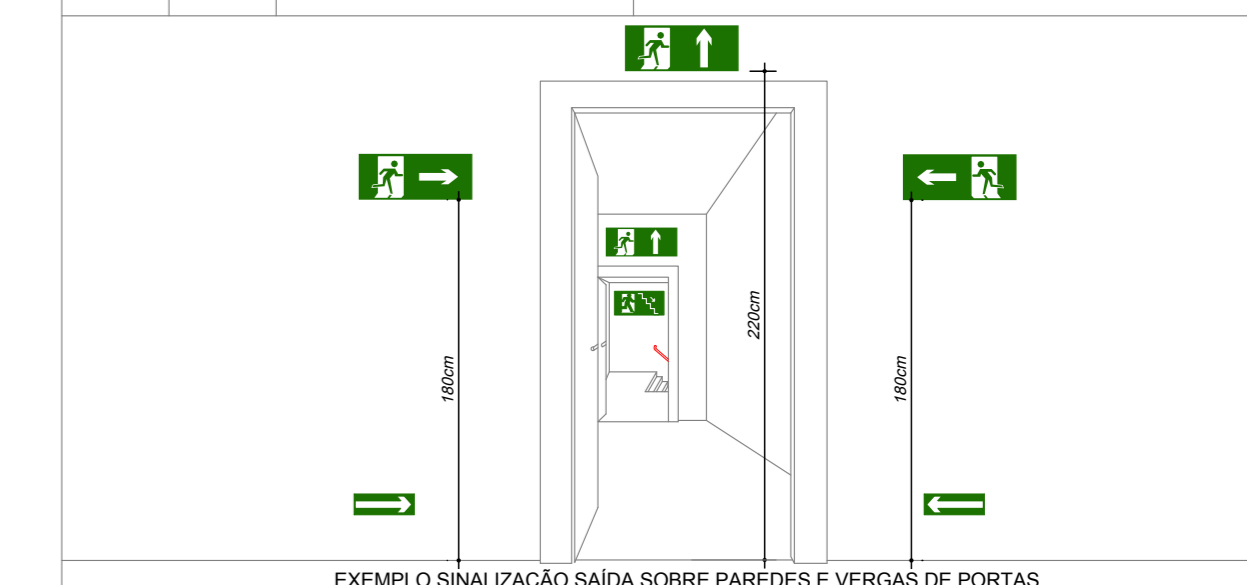 220cm
180cm
180cm
EXEMPLO SINALIZAÇÃO SAÍDA SOBRE PAREDES E VERGAS DE PORTAS